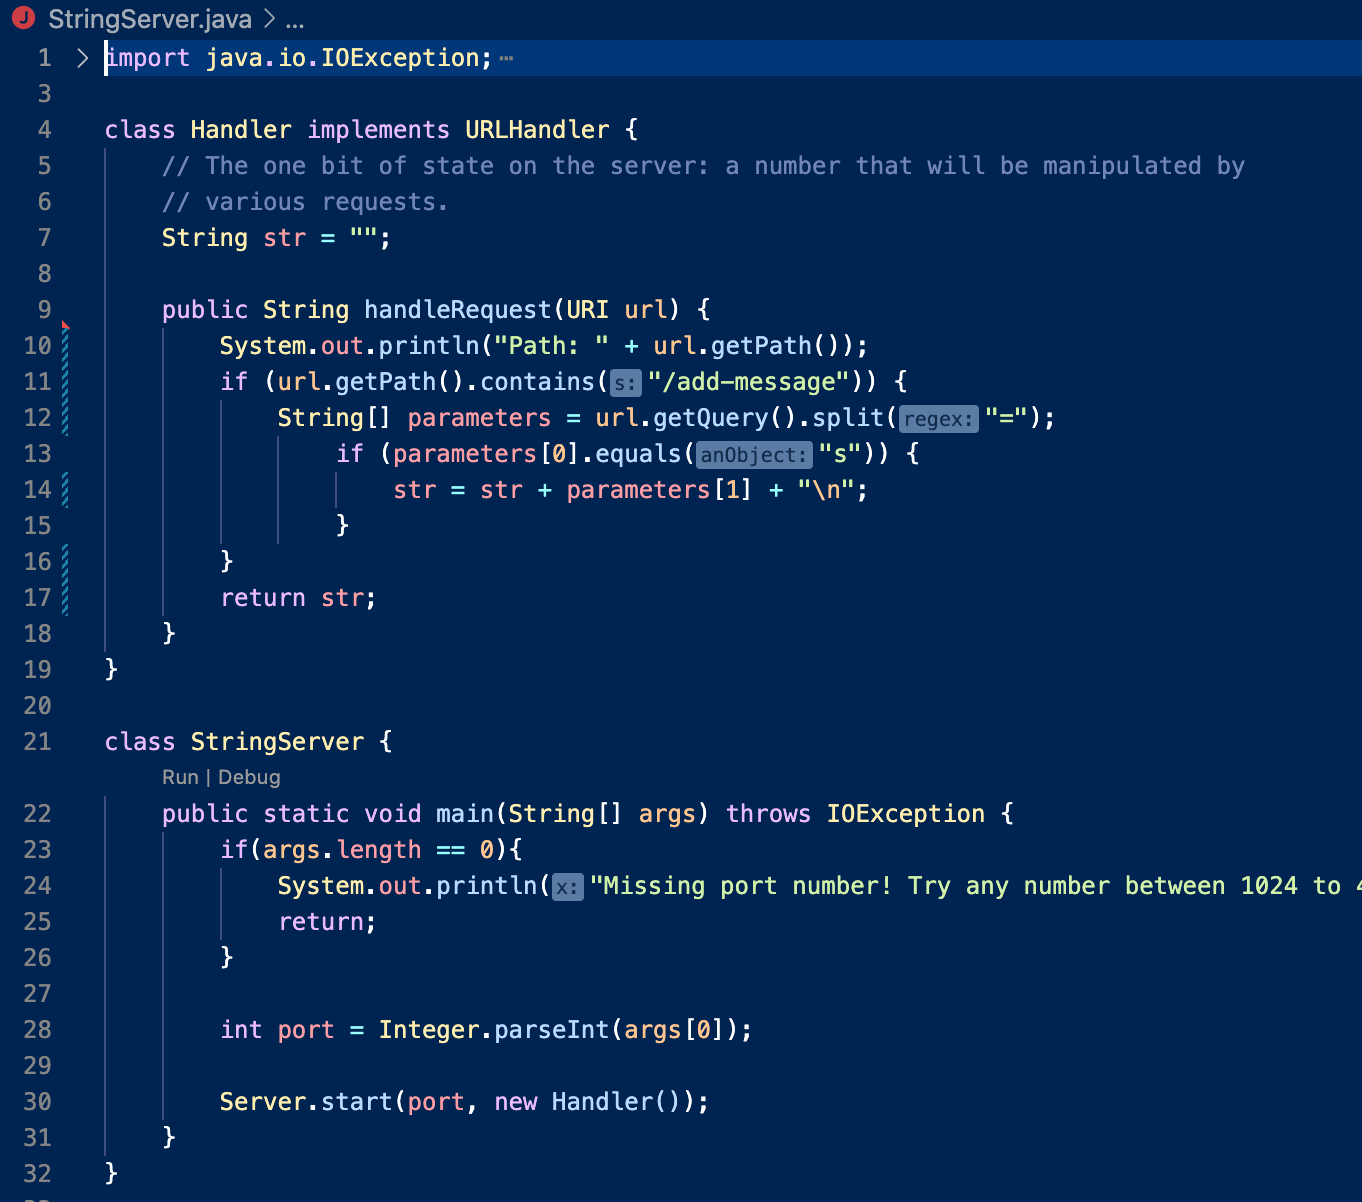 J StringServer.java > ...
1 > import java.io.IOException; ⋯
3
4 class Handler implements URLHandler {
5     // The one bit of state on the server: a number that will be manipulated by
6     // various requests.
7     String str = "";
8
9     public String handleRequest(URI url) {
10         System.out.println("Path: " + url.getPath());
11         if (url.getPath().contains(s: "/add-message")) {
12             String[] parameters = url.getQuery().split(regex: "=");
13                 if (parameters[0].equals(anObject: "s")) {
14                     str = str + parameters[1] + "\n";
15                 }
16         }
17         return str;
18     }
19 }
20
21 class StringServer {
Run | Debug
22     public static void main(String[] args) throws IOException {
23         if(args.length == 0){
24             System.out.println(x: "Missing port number! Try any number between 1024 to
25             return;
26         }
27
28         int port = Integer.parseInt(args[0]);
29
30         Server.start(port, new Handler());
31     }
32 }